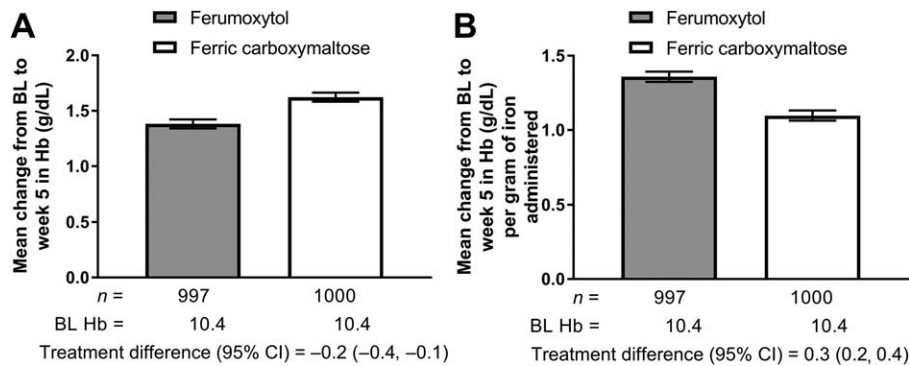 A
Ferumoxytol
Ferric carboxymaltose
Mean change from BL to
week 5 in Hb (g/dL)
2.0
1.5
1.0
0.5
0.0
n = 997 1000
BL Hb = 10.4 10.4
Treatment difference (95% CI) = –0.2 (–0.4, –0.1)
B
Ferumoxytol
Ferric carboxymaltose
Mean change from BL to
week 5 in Hb (g/dL)
per gram of iron
administered
1.5
1.0
0.5
0.0
997 1000
10.4 10.4
Treatment difference (95% CI) = 0.3 (0.2, 0.4)